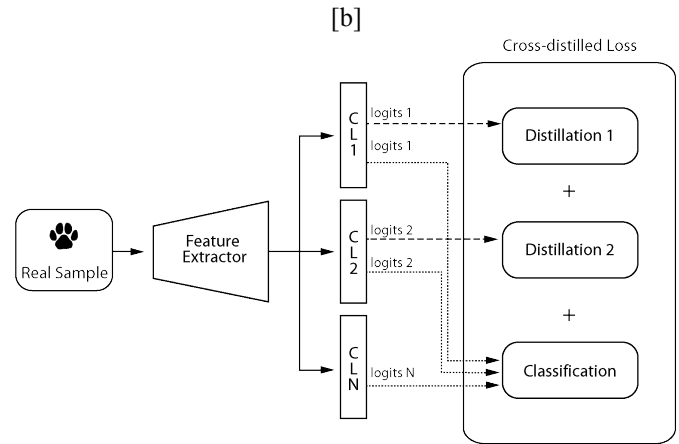 [b]
Cross-distilled Loss
Real Sample
Feature
Extractor
C
L
1
logits 1
logits 1
C
L
2
logits 2
logits 2
C
L
N
logits N
Distillation 1
+
Distillation 2
+
Classification